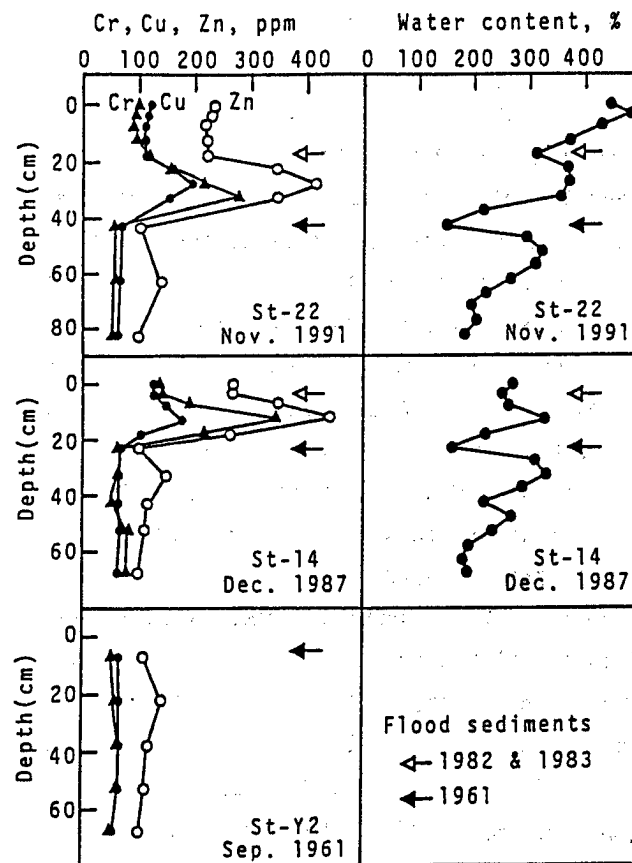 Cr, Cu, Zn, ppm
Water content, %
0 100 200 300 400
0 100 200 300 400
Cr Cu Zn
0
20
40
60
80
Depth(cm)
St-22
Nov. 1991
St-22
Nov. 1991
0
20
40
60
Depth(cm)
St-14
Dec. 1987
St-14
Dec. 1987
0
20
40
60
Depth(cm)
St-Y2
Sep. 1961
Flood sediments
1982 & 1983
1961